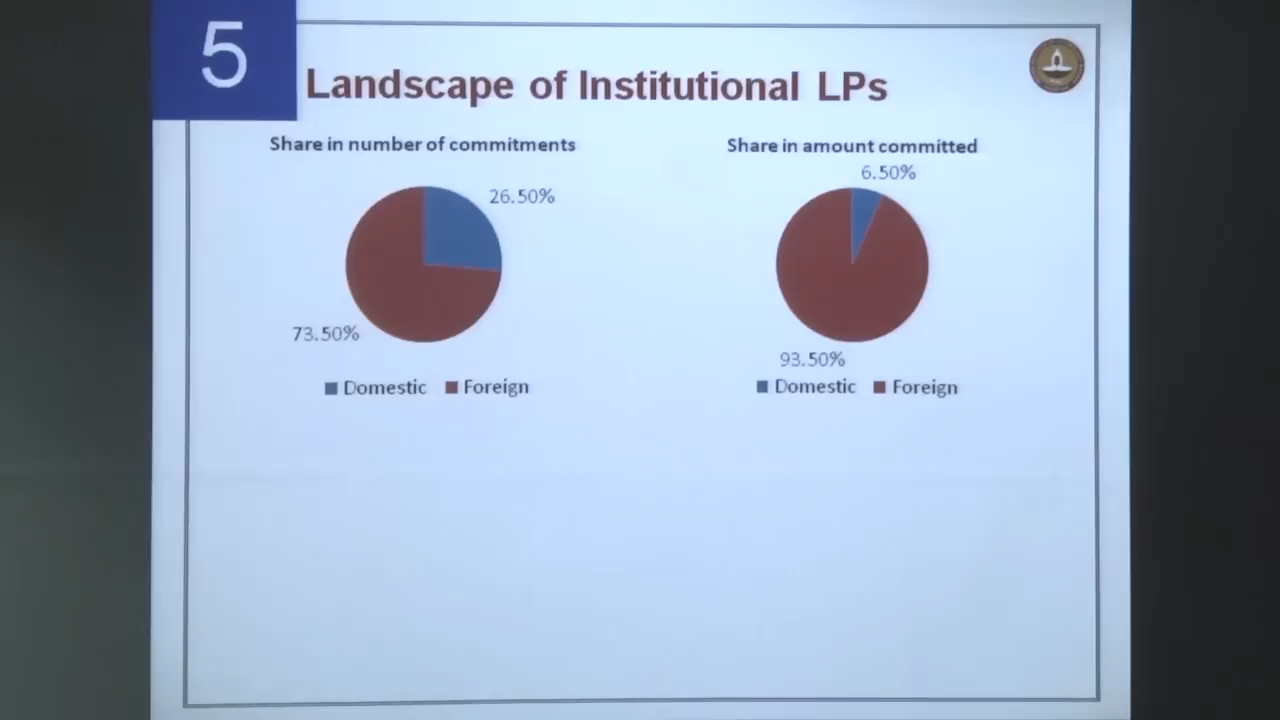 5
Landscape of Institutional LPs
Share in number of commitments
26.50%
73.50%
Domestic Foreign
Share in amount committed
6.50%
93.50%
Domestic Foreign